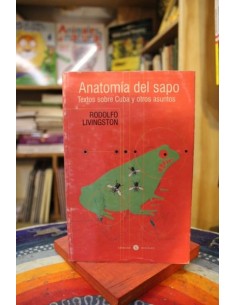 Anatomía del sapo
Textos sobre Cuba y otros asuntos
RODOLFO
LIVINGSTON